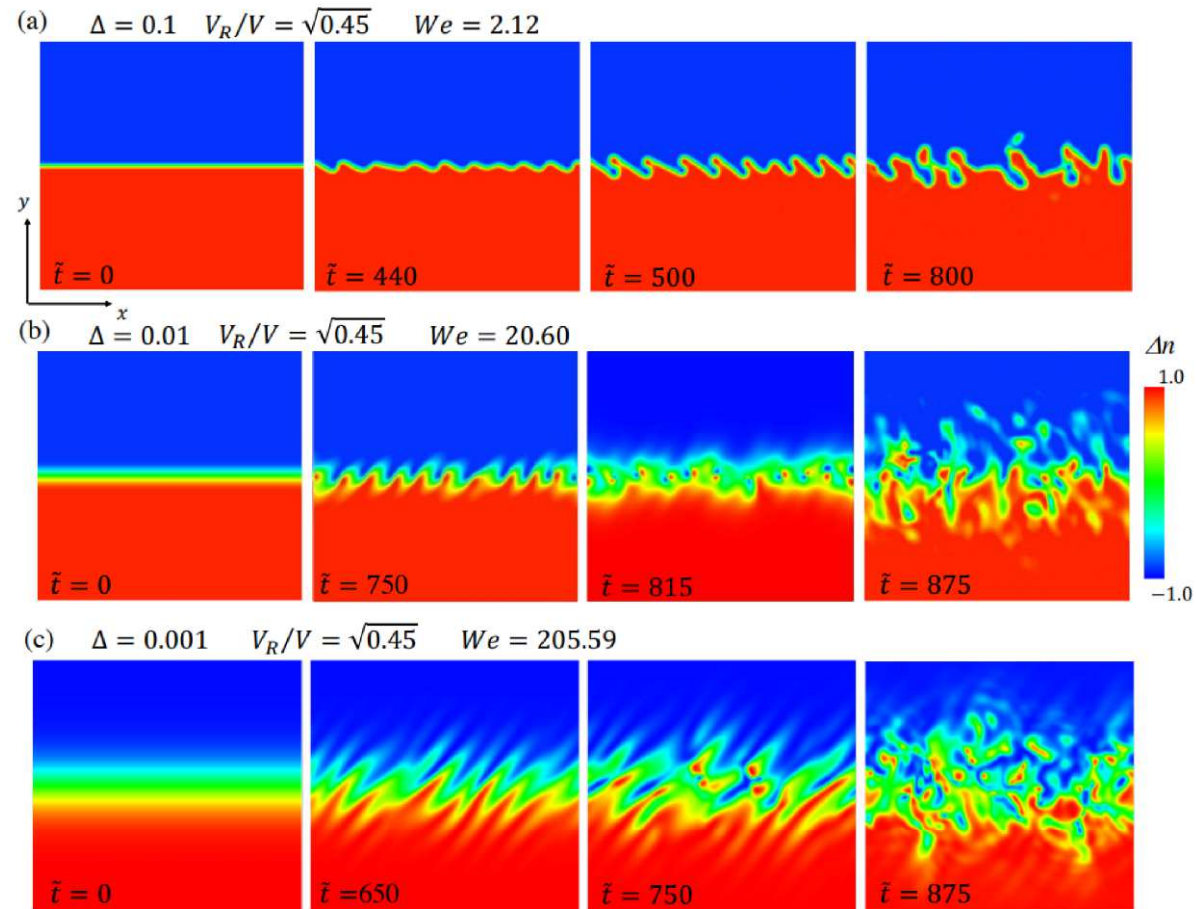 (a) Δ = 0.1 V_R/V = √0.45 We = 2.12
y
x
t̃ = 0
t̃ = 440
t̃ = 500
t̃ = 800
(b) Δ = 0.01 V_R/V = √0.45 We = 20.60
Δn
1.0
−1.0
t̃ = 0
t̃ = 750
t̃ = 815
t̃ = 875
(c) Δ = 0.001 V_R/V = √0.45 We = 205.59
t̃ = 0
t̃ =650
t̃ = 750
t̃ = 875